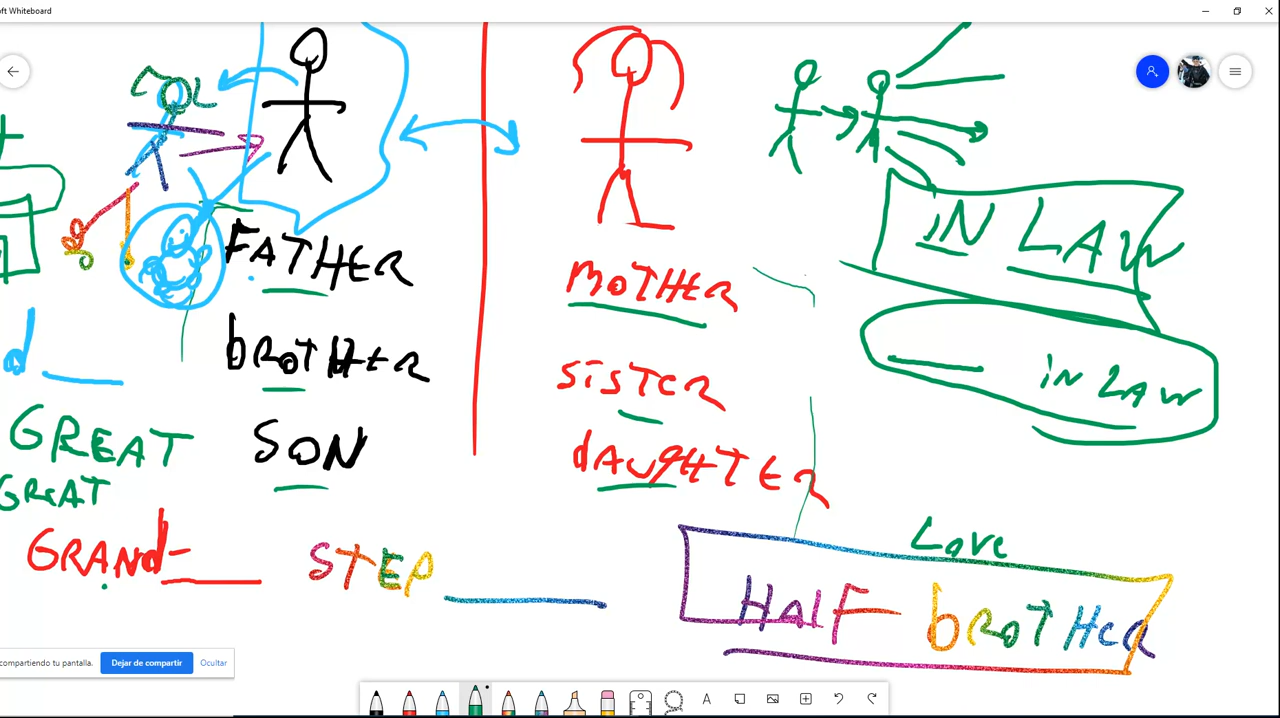 oft Whiteboard
IN LAW
FATHER
MOTHER
bROTHER
SiSTER
iN LAW
d
GREAT
SON
dAUgHTER
GREAT
GRANd-
STEP
Love
HALF-bROTHER
compartiendo tu pantalla. Dejar de compartir Ocultar
A